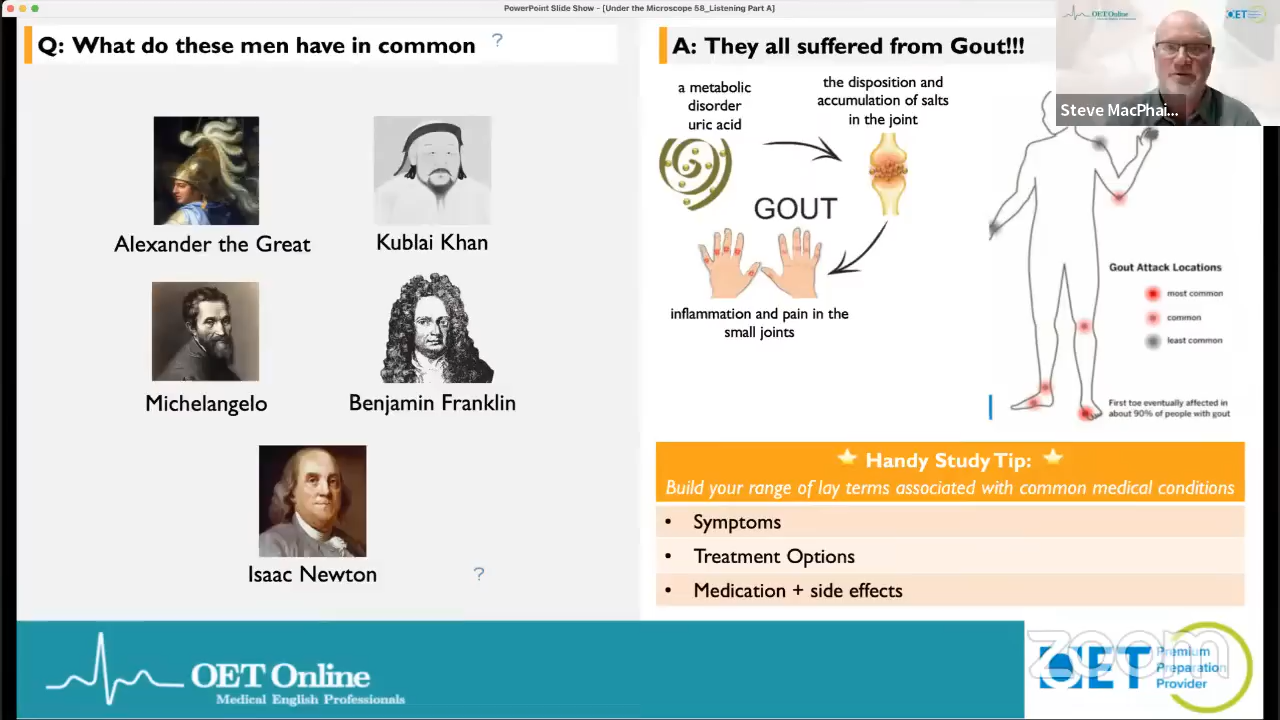 PowerPoint Slide Show - [Under the Microscope 58_Listening Part A]
Q: What do these men have in common
?
Alexander the Great
Kublai Khan
Michelangelo
Benjamin Franklin
Isaac Newton
?
A: They all suffered from Gout!!!
a metabolic
disorder
uric acid
the disposition and
accumulation of salts
in the joint
GOUT
inflammation and pain in the
small joints
Gout Attack Locations
most common
common
least common
First toe eventually affected in
about 90% of people with gout
Handy Study Tip:
Build your range of lay terms associated with common medical conditions
• Symptoms
• Treatment Options
• Medication + side effects
OET Online
OET
Steve MacPhai...
OET Online
Medical English Professionals
zoom
OET
Premium
Preparation
Provider